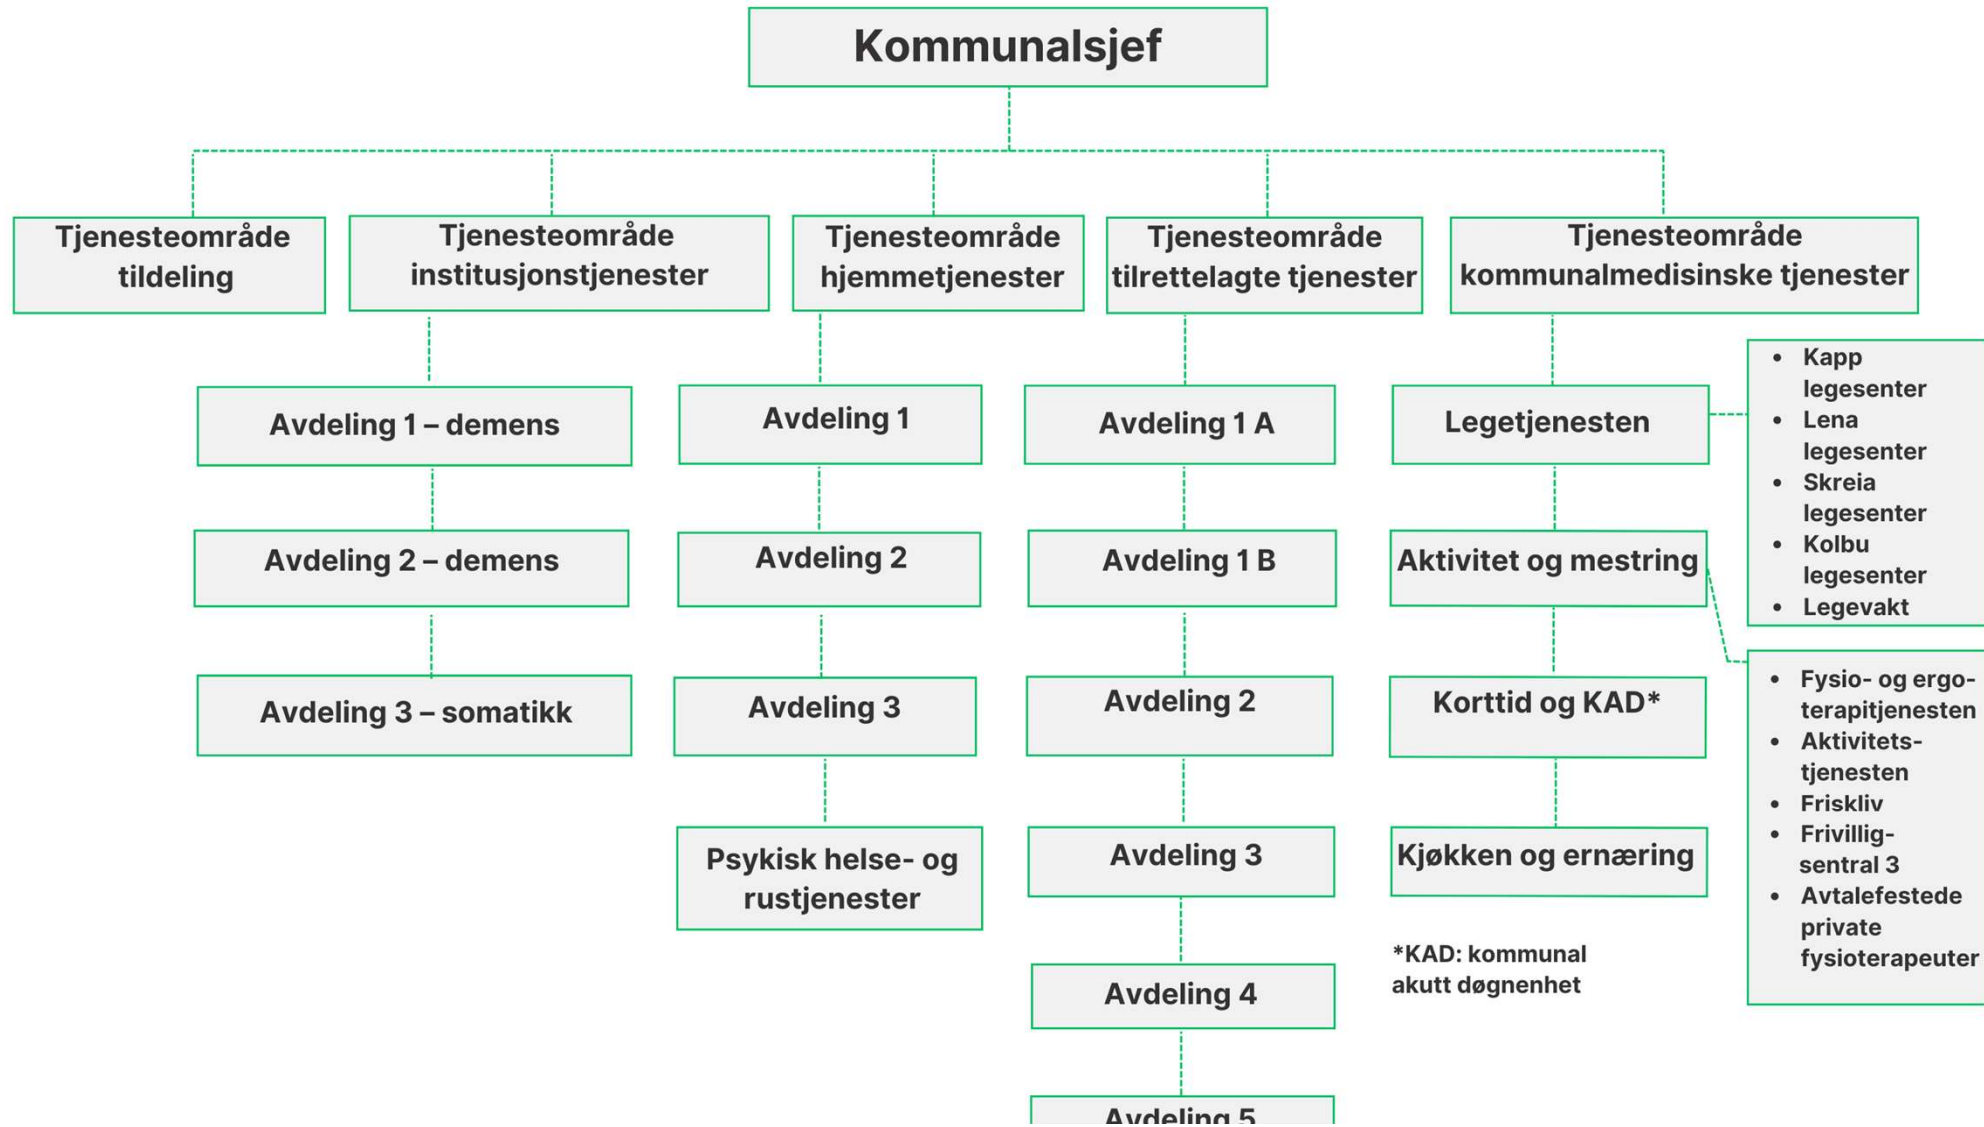 Kommunalsjef
Tjenesteområde
tildeling
Tjenesteområde
institusjonstjenester
Tjenesteområde
hjemmetjenester
Tjenesteområde
tilrettelagte tjenester
Tjenesteområde
kommunalmedisinske tjenester
Avdeling 1 – demens
Avdeling 2 – demens
Avdeling 3 – somatikk
Avdeling 1
Avdeling 2
Avdeling 3
Psykisk helse- og
rustjenester
Avdeling 1 A
Avdeling 1 B
Avdeling 2
Avdeling 3
Avdeling 4
Avdeling 5
Legetjenesten
Aktivitet og mestring
Korttid og KAD*
Kjøkken og ernæring
*KAD: kommunal
akutt døgnenhet
• Kapp
legesenter
• Lena
legesenter
• Skreia
legesenter
• Kolbu
legesenter
• Legevakt
• Fysio- og ergo-
terapitjenesten
• Aktivitets-
tjenesten
• Friskliv
• Frivillig-
sentral 3
• Avtalefestede
private
fysioterapeuter